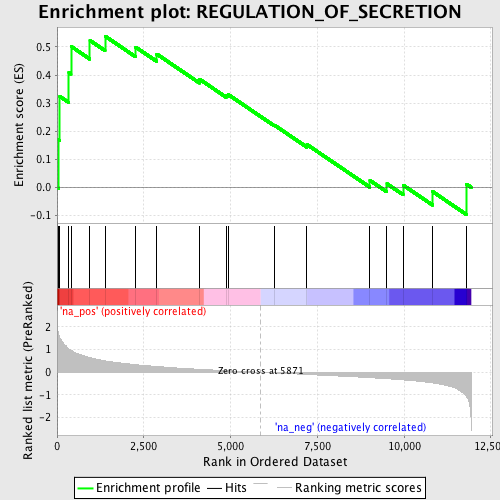 Enrichment plot: REGULATION_OF_SECRETION
Enrichment score (ES)
0.5
0.4
0.3
0.2
0.1
0.0
-0.1
'na_pos' (positively correlated)
Ranked list metric (PreRanked)
2
1
0
-1
-2
Zero cross at 5871
'na_neg' (negatively correlated)
0 2,500 5,000 7,500 10,000 12,500
Rank in Ordered Dataset
Enrichment profile Hits Ranking metric scores